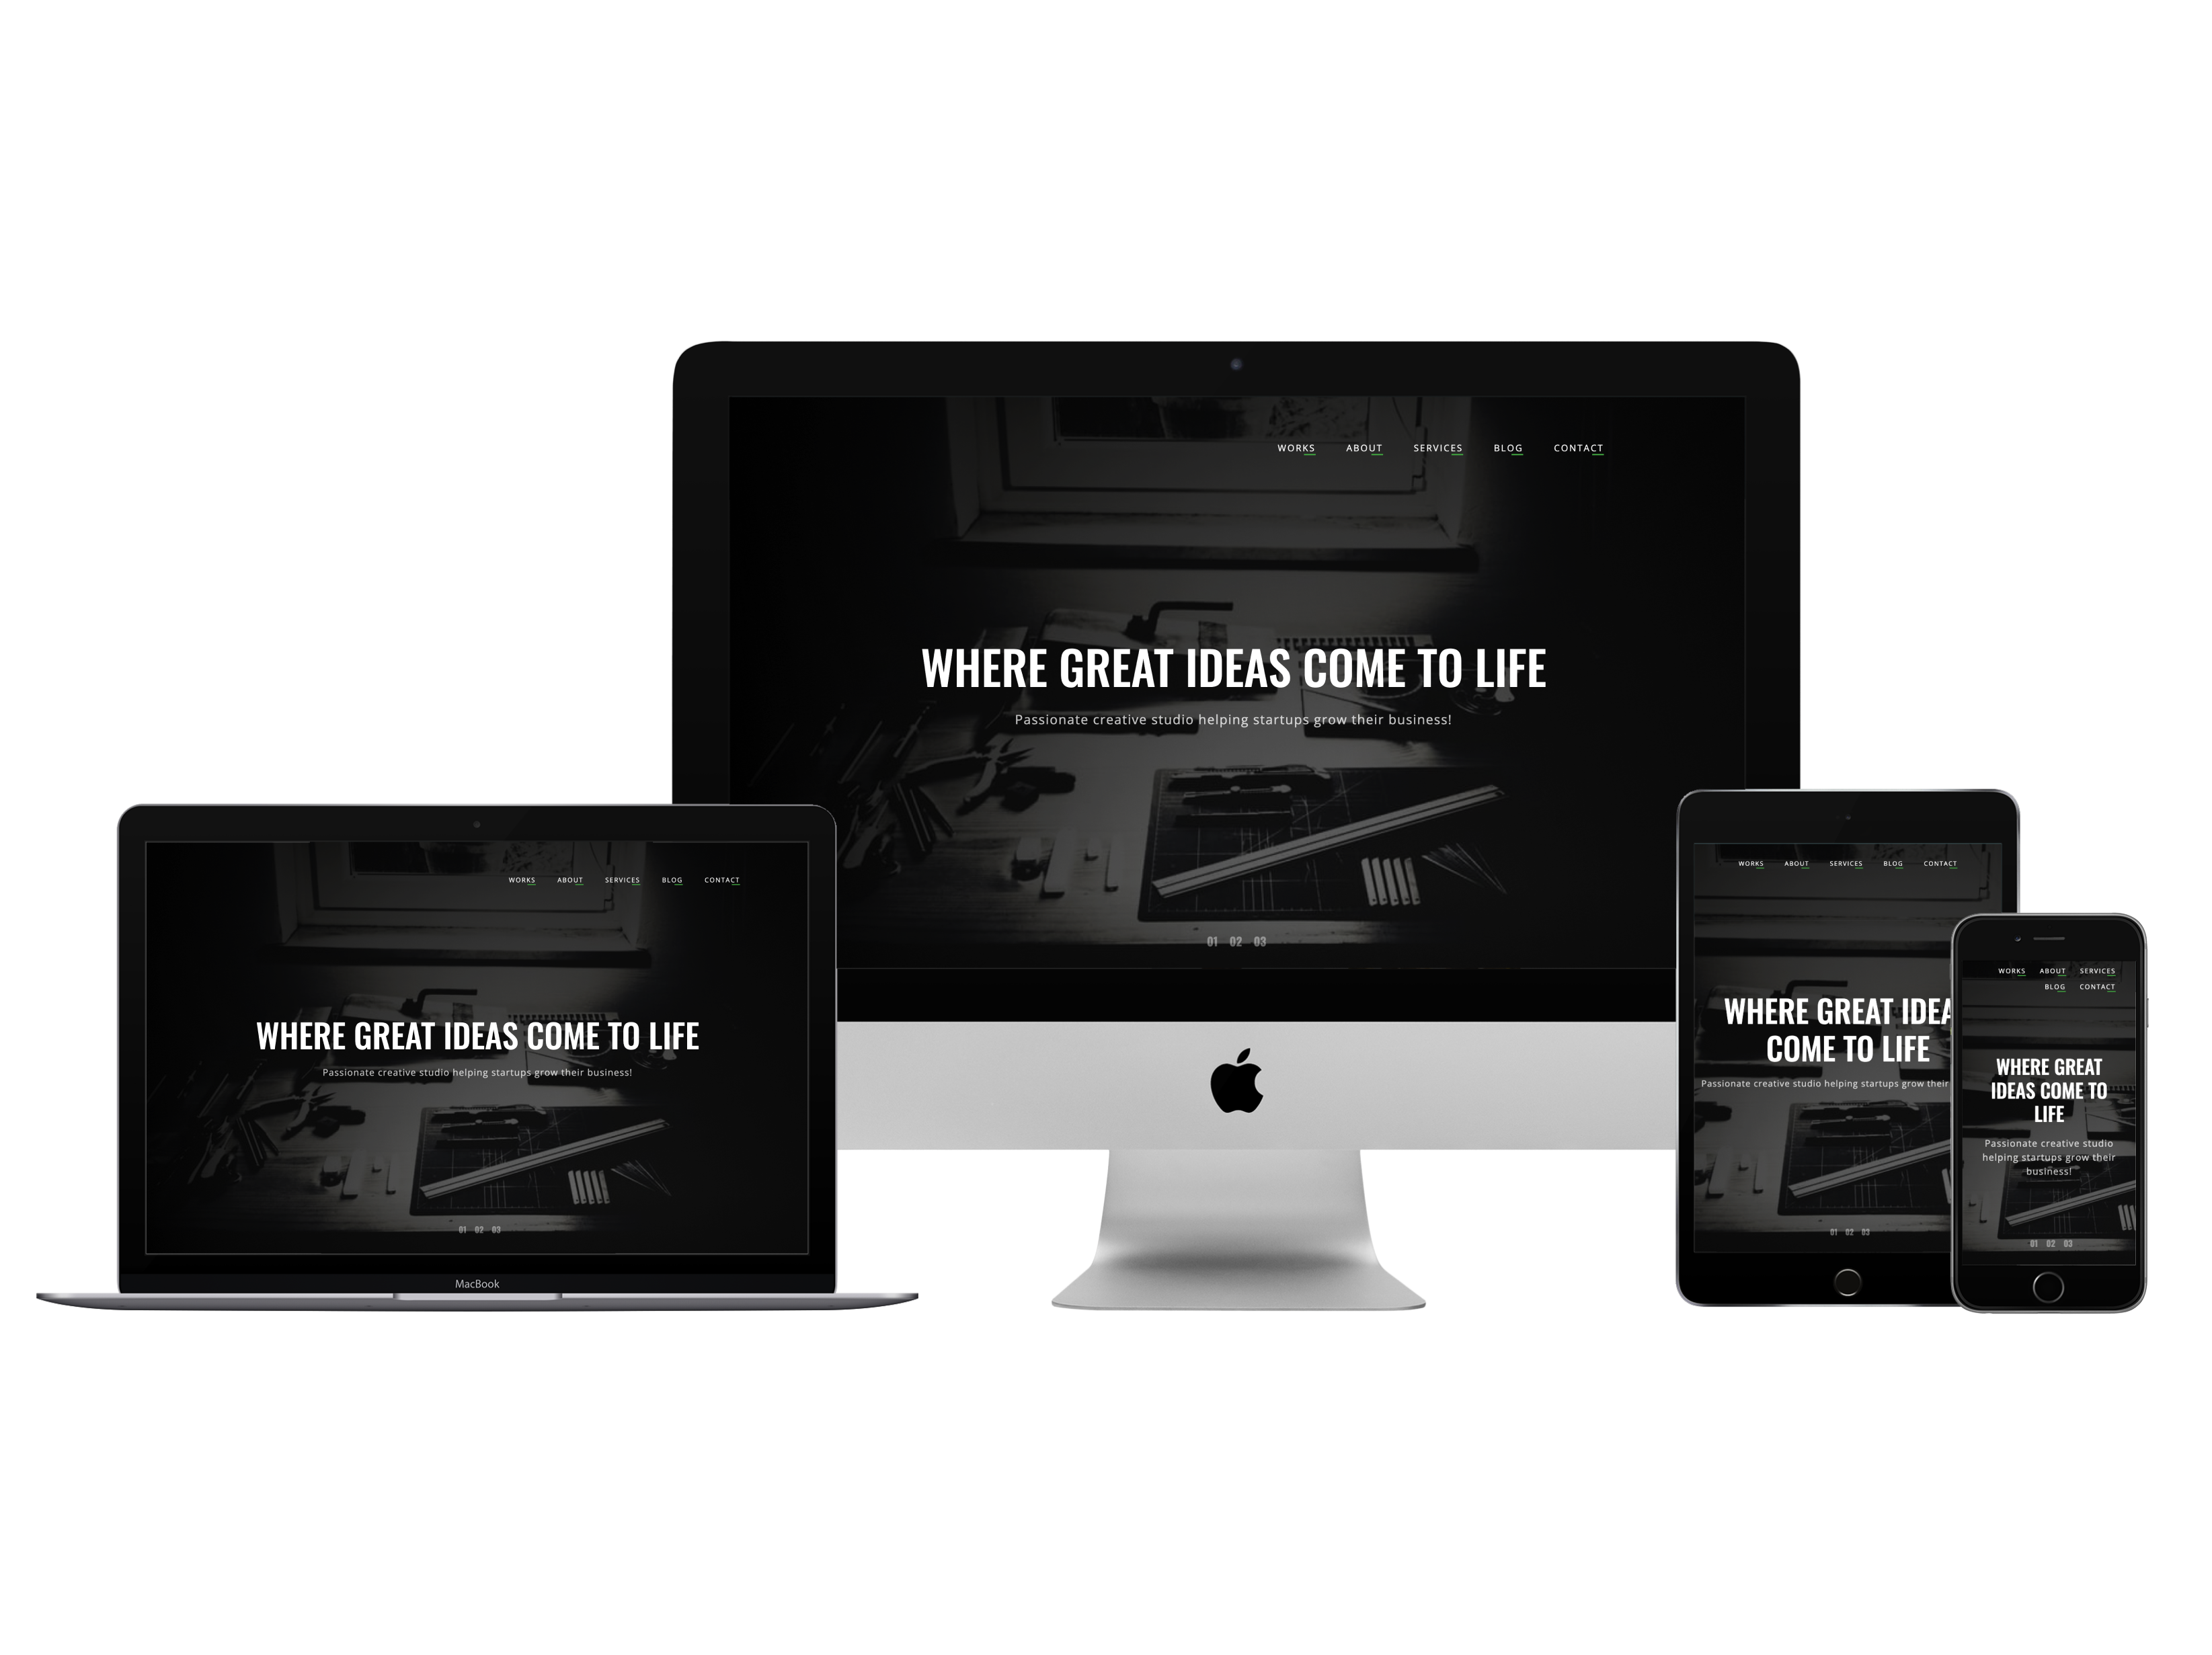 WORKS ABOUT SERVICES BLOG CONTACT
WHERE GREAT IDEAS COME TO LIFE
Passionate creative studio helping startups grow their business!
01 02 03
WORKS ABOUT SERVICES BLOG CONTACT
WHERE GREAT IDEAS COME TO LIFE
Passionate creative studio helping startups grow their business!
01 02 03
MacBook
WORKS ABOUT SERVICES BLOG CONTACT
WHERE GREAT IDEA
COME TO LIFE
Passionate creative studio helping startups grow their
01 02 03
WORKS ABOUT SERVICES
BLOG CONTACT
WHERE GREAT
IDEAS COME TO
LIFE
Passionate creative studio
helping startups grow their
business!
01 02 03